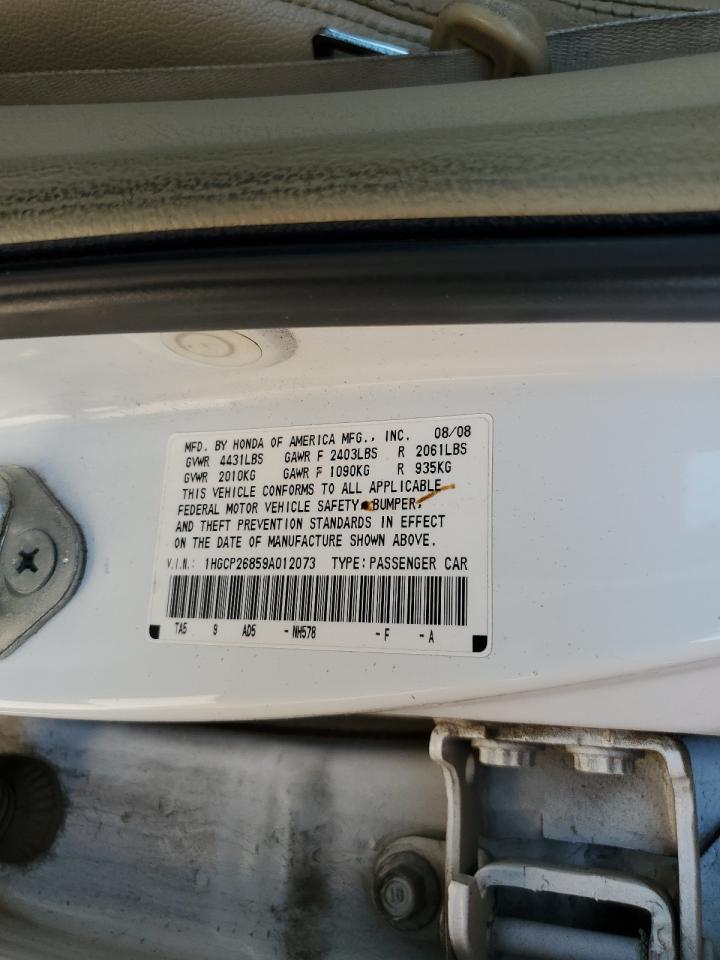 MFD. BY HONDA OF AMERICA MFG., INC. 08/08
GVWR 4431LBS GAWR F 2403LBS R 2061LBS
GVWR 2010KG GAWR F 1090KG R 935KG
THIS VEHICLE CONFORMS TO ALL APPLICABLE
FEDERAL MOTOR VEHICLE SAFETY, BUMPER,
AND THEFT PREVENTION STANDARDS IN EFFECT
ON THE DATE OF MANUFACTURE SHOWN ABOVE.
V.I.N.: 1HGCP26859A012073 TYPE:PASSENGER CAR
TA5 9 AD5 -NH578 -F -A